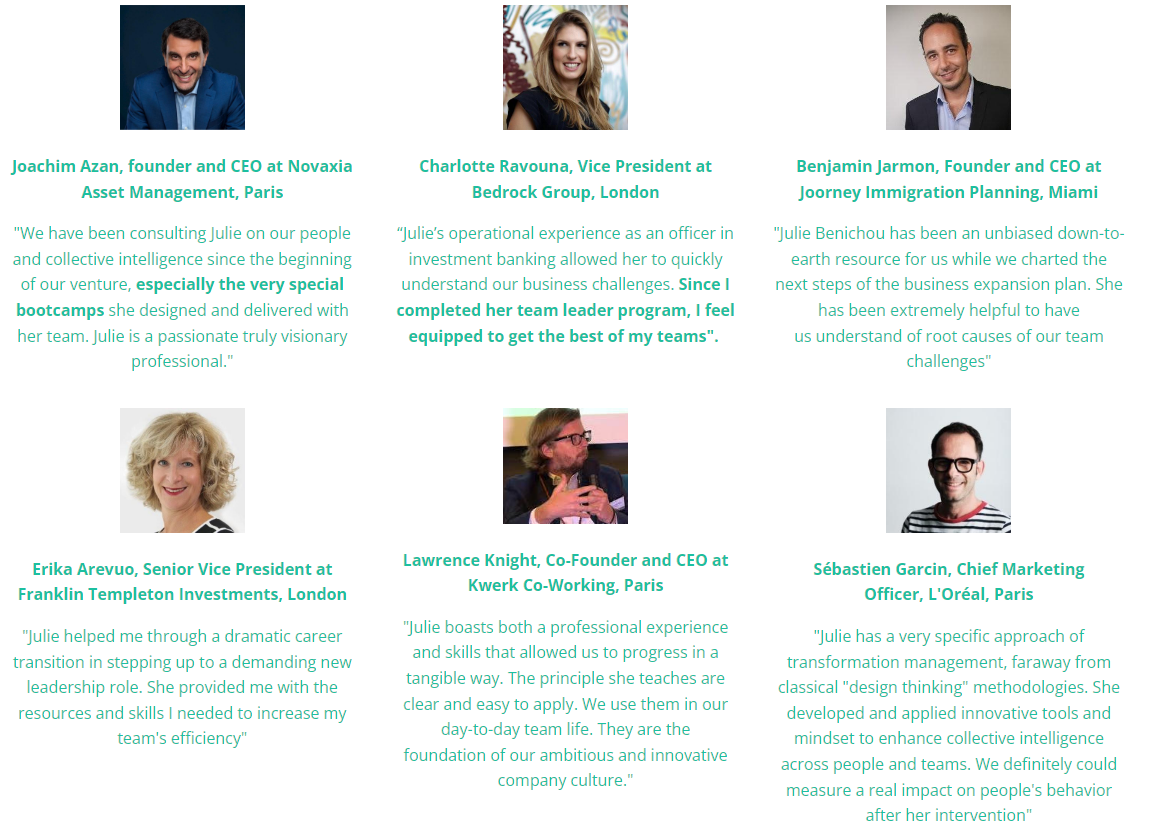 Joachim Azan, founder and CEO at Novaxia
Asset Management, Paris
"We have been consulting Julie on our people
and collective intelligence since the beginning
of our venture, especially the very special
bootcamps she designed and delivered with
her team. Julie is a passionate truly visionary
professional."
Charlotte Ravouna, Vice President at
Bedrock Group, London
“Julie’s operational experience as an officer in
investment banking allowed her to quickly
understand our business challenges. Since I
completed her team leader program, I feel
equipped to get the best of my teams".
Benjamin Jarmon, Founder and CEO at
Joorney Immigration Planning, Miami
"Julie Benichou has been an unbiased down-to-
earth resource for us while we charted the
next steps of the business expansion plan. She
has been extremely helpful to have
us understand of root causes of our team
challenges"
Erika Arevuo, Senior Vice President at
Franklin Templeton Investments, London
"Julie helped me through a dramatic career
transition in stepping up to a demanding new
leadership role. She provided me with the
resources and skills I needed to increase my
team's efficiency"
Lawrence Knight, Co-Founder and CEO at
Kwerk Co-Working, Paris
"Julie boasts both a professional experience
and skills that allowed us to progress in a
tangible way. The principle she teaches are
clear and easy to apply. We use them in our
day-to-day team life. They are the
foundation of our ambitious and innovative
company culture."
Sébastien Garcin, Chief Marketing
Officer, L'Oréal, Paris
"Julie has a very specific approach of
transformation management, faraway from
classical "design thinking" methodologies. She
developed and applied innovative tools and
mindset to enhance collective intelligence
across people and teams. We definitely could
measure a real impact on people's behavior
after her intervention"